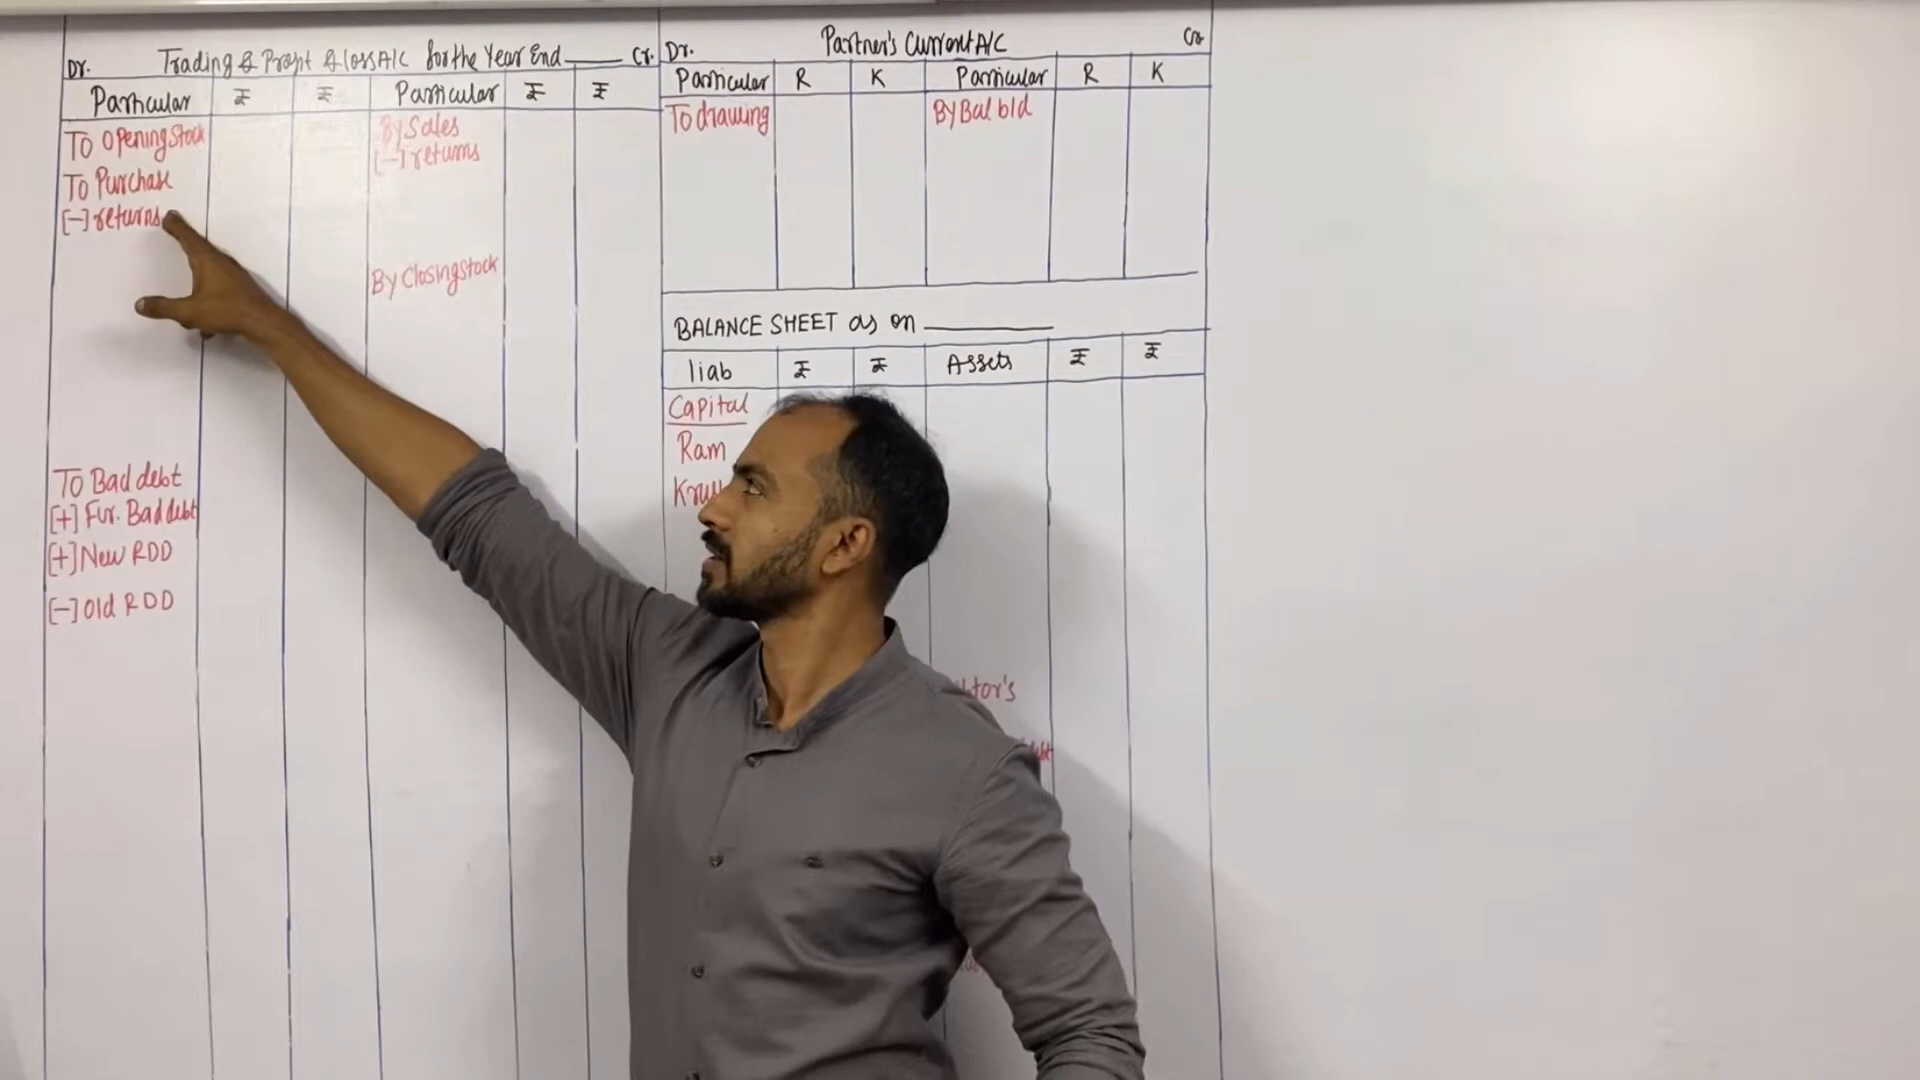 Dr. Trading & Profit & loss A/C for the Year End ______ Cr.
Particular ₹ ₹ Particular ₹ ₹
To Opening Stock
To Purchase
[-] returns
To Bad debt
[+] Fur. Bad debt
[+] New RDD
[-] Old RDD
By Sales
[-] returns
By Closing stock
Dr. Partner's Current A/C Cr
Particular R K Particular R K
To drawing By Bal b/d
BALANCE SHEET as on ______
liab ₹ ₹ Assets ₹ ₹
Capital
Ram